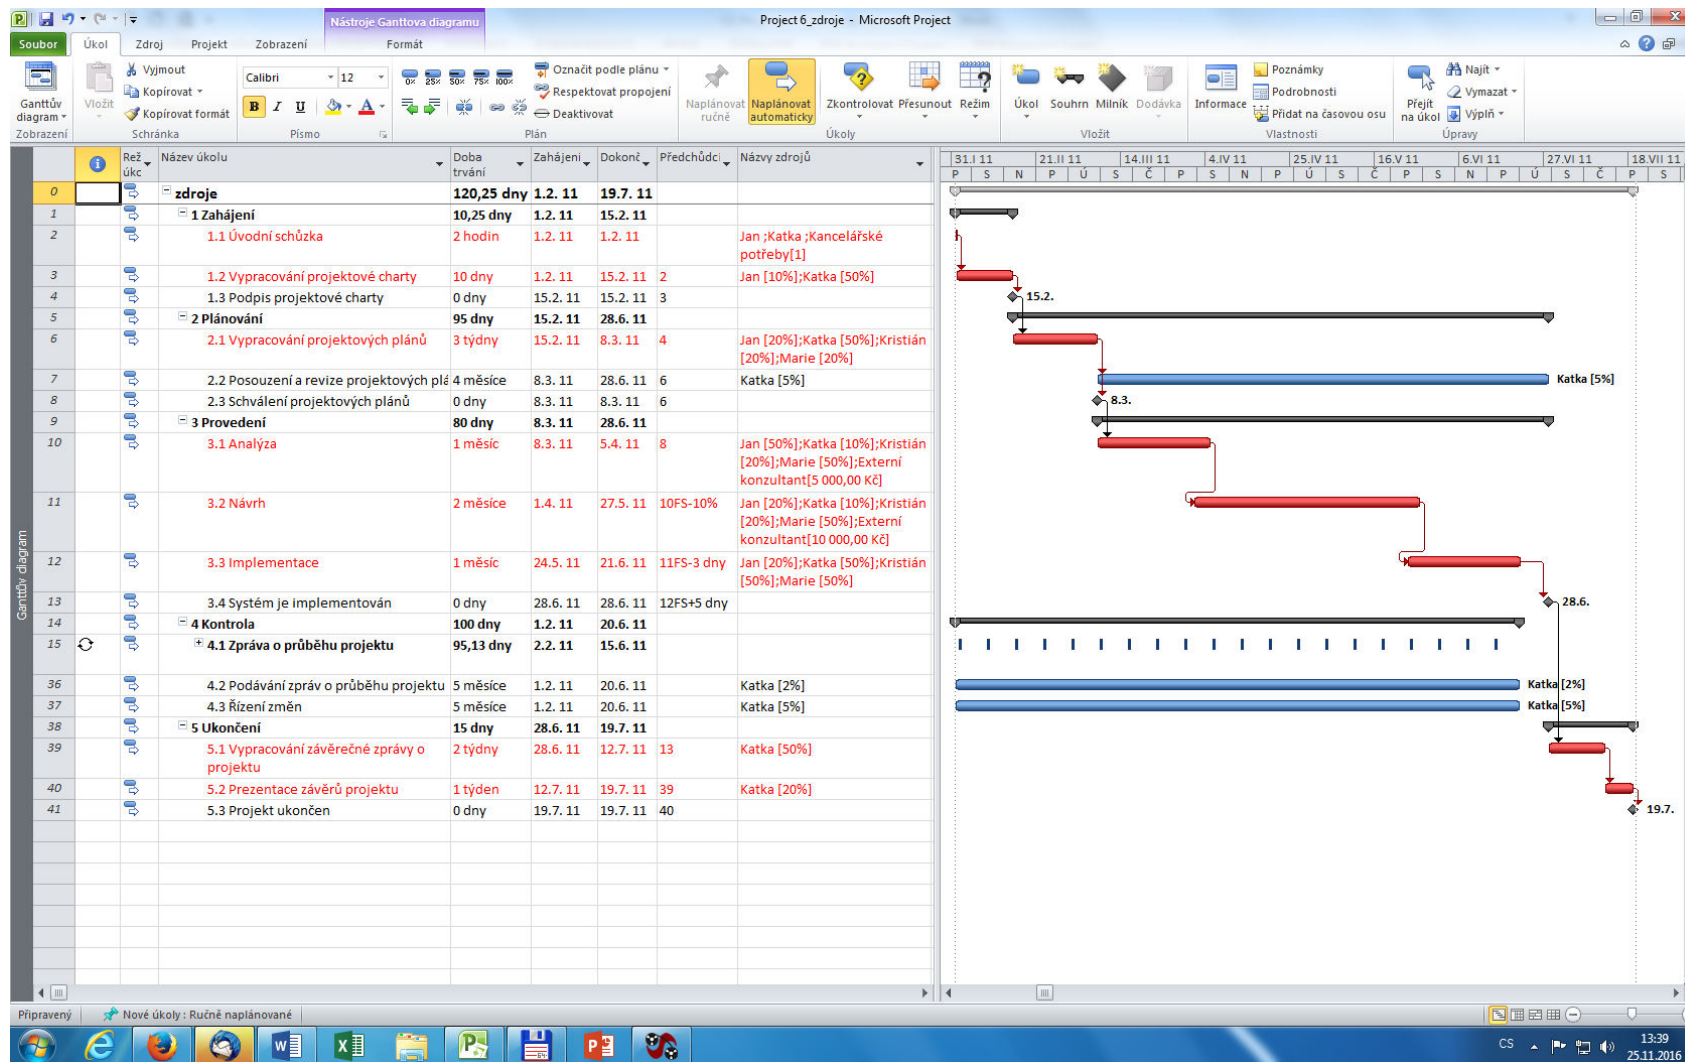 Nástroje Ganttova diagramu
Project 6_zdroje - Microsoft Project
Soubor Úkol Zdroj Projekt Zobrazení Formát
Ganttův diagram
Zobrazení
Vložit
Vyjmout
Kopírovat
Kopírovat formát
Schránka
Calibri 12
B I U A
Písmo
0% 25% 50% 75% 100%
Označit podle plánu
Respektovat propojení
Deaktivovat
Plán
Naplánovat ručně
Naplánovat automaticky
Zkontrolovat
Přesunout
Režim
Úkoly
Úkol
Souhrn
Milník
Dodávka
Vložit
Informace
Poznámky
Podrobnosti
Přidat na časovou osu
Vlastnosti
Přejít na úkol
Najít
Vymazat
Výplň
Úpravy
Rež úkc Název úkolu Doba trvání Zahájení Dokonč Předchůdci Názvy zdrojů
31.I 11 21.II 11 14.III 11 4.IV 11 25.IV 11 16.V 11 6.VI 11 27.VI 11 18.VII 11
P S N P Ú S Č P S N P Ú S Č P S N P Ú S Č P S
0 zdroje 120,25 dny 1.2. 11 19.7. 11
1 1 Zahájení 10,25 dny 1.2. 11 15.2. 11
2 1.1 Úvodní schůzka 2 hodin 1.2. 11 1.2. 11 Jan ;Katka ;Kancelářské
potřeby[1]
3 1.2 Vypracování projektové charty 10 dny 1.2. 11 15.2. 11 2 Jan [10%];Katka [50%]
4 1.3 Podpis projektové charty 0 dny 15.2. 11 15.2. 11 3 15.2.
5 2 Plánování 95 dny 15.2. 11 28.6. 11
6 2.1 Vypracování projektových plánů 3 týdny 15.2. 11 8.3. 11 4 Jan [20%];Katka [50%];Kristián
[20%];Marie [20%]
7 2.2 Posouzení a revize projektových plá 4 měsíce 8.3. 11 28.6. 11 6 Katka [5%] Katka [5%]
8 2.3 Schválení projektových plánů 0 dny 8.3. 11 8.3. 11 6 8.3.
9 3 Provedení 80 dny 8.3. 11 28.6. 11
10 3.1 Analýza 1 měsíc 8.3. 11 5.4. 11 8 Jan [50%];Katka [10%];Kristián
[20%];Marie [50%];Externí
konzultant[5 000,00 Kč]
11 3.2 Návrh 2 měsíce 1.4. 11 27.5. 11 10FS-10% Jan [20%];Katka [10%];Kristián
[20%];Marie [50%];Externí
konzultant[10 000,00 Kč]
12 3.3 Implementace 1 měsíc 24.5. 11 21.6. 11 11FS-3 dny Jan [20%];Katka [50%];Kristián
[50%];Marie [50%]
13 3.4 Systém je implementován 0 dny 28.6. 11 28.6. 11 12FS+5 dny 28.6.
14 4 Kontrola 100 dny 1.2. 11 20.6. 11
15 4.1 Zpráva o průběhu projektu 95,13 dny 2.2. 11 15.6. 11
36 4.2 Podávání zpráv o průběhu projektu 5 měsíce 1.2. 11 20.6. 11 Katka [2%] Katka [2%]
37 4.3 Řízení změn 5 měsíce 1.2. 11 20.6. 11 Katka [5%] Katka [5%]
38 5 Ukončení 15 dny 28.6. 11 19.7. 11
39 5.1 Vypracování závěrečné zprávy o 2 týdny 28.6. 11 12.7. 11 13 Katka [50%]
projektu
40 5.2 Prezentace závěrů projektu 1 týden 12.7. 11 19.7. 11 39 Katka [20%]
41 5.3 Projekt ukončen 0 dny 19.7. 11 19.7. 11 40 19.7.
Ganttův diagram
Připravený Nové úkoly : Ručně naplánované
CS 13:39
25.11.2016